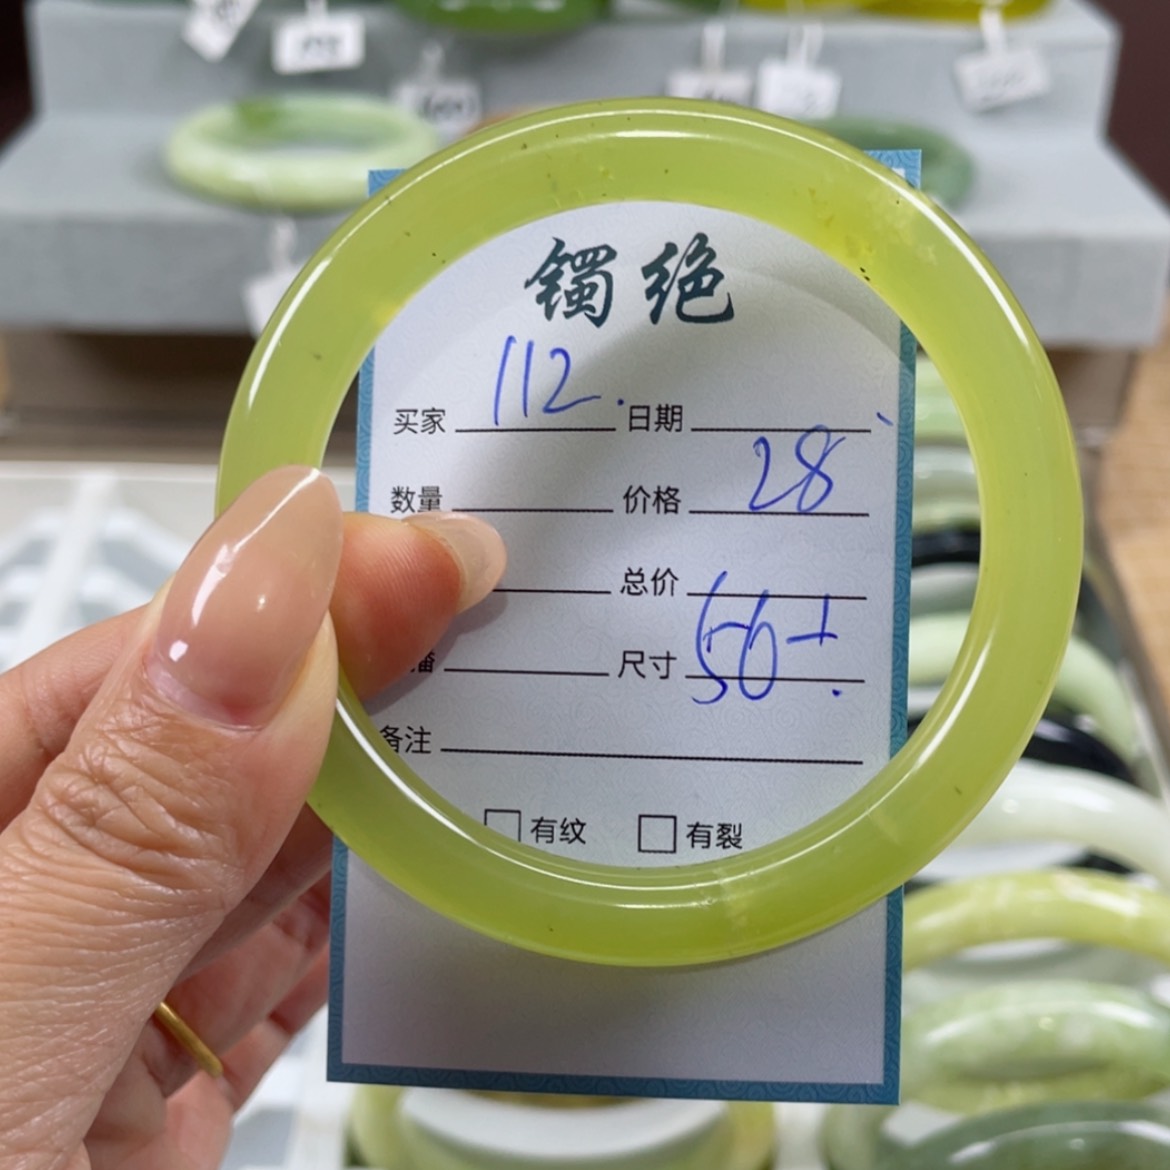 镯绝
买家 112. 日期
数量 价格 28
总价
播 尺寸 56+.
备注
有纹 有裂